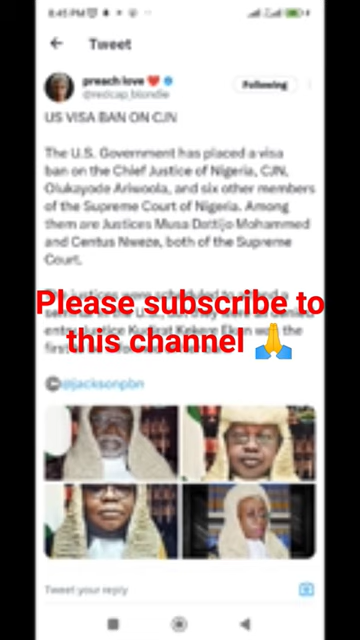 8:45 PM
Tweet
preach love ❤️
@redcap_blondie
Following
US VISA BAN ON CJN
The U.S. Government has placed a visa
ban on the Chief Justice of Nigeria, CJN,
Olukayode Ariwoola, and six other members
of the Supreme Court of Nigeria. Among
them are Justices Musa Dattijo Mohammed
and Centus Nweze, both of the Supreme
Court.
Please subscribe to
this channel 🙏
@jacksonpbn
Tweet your reply